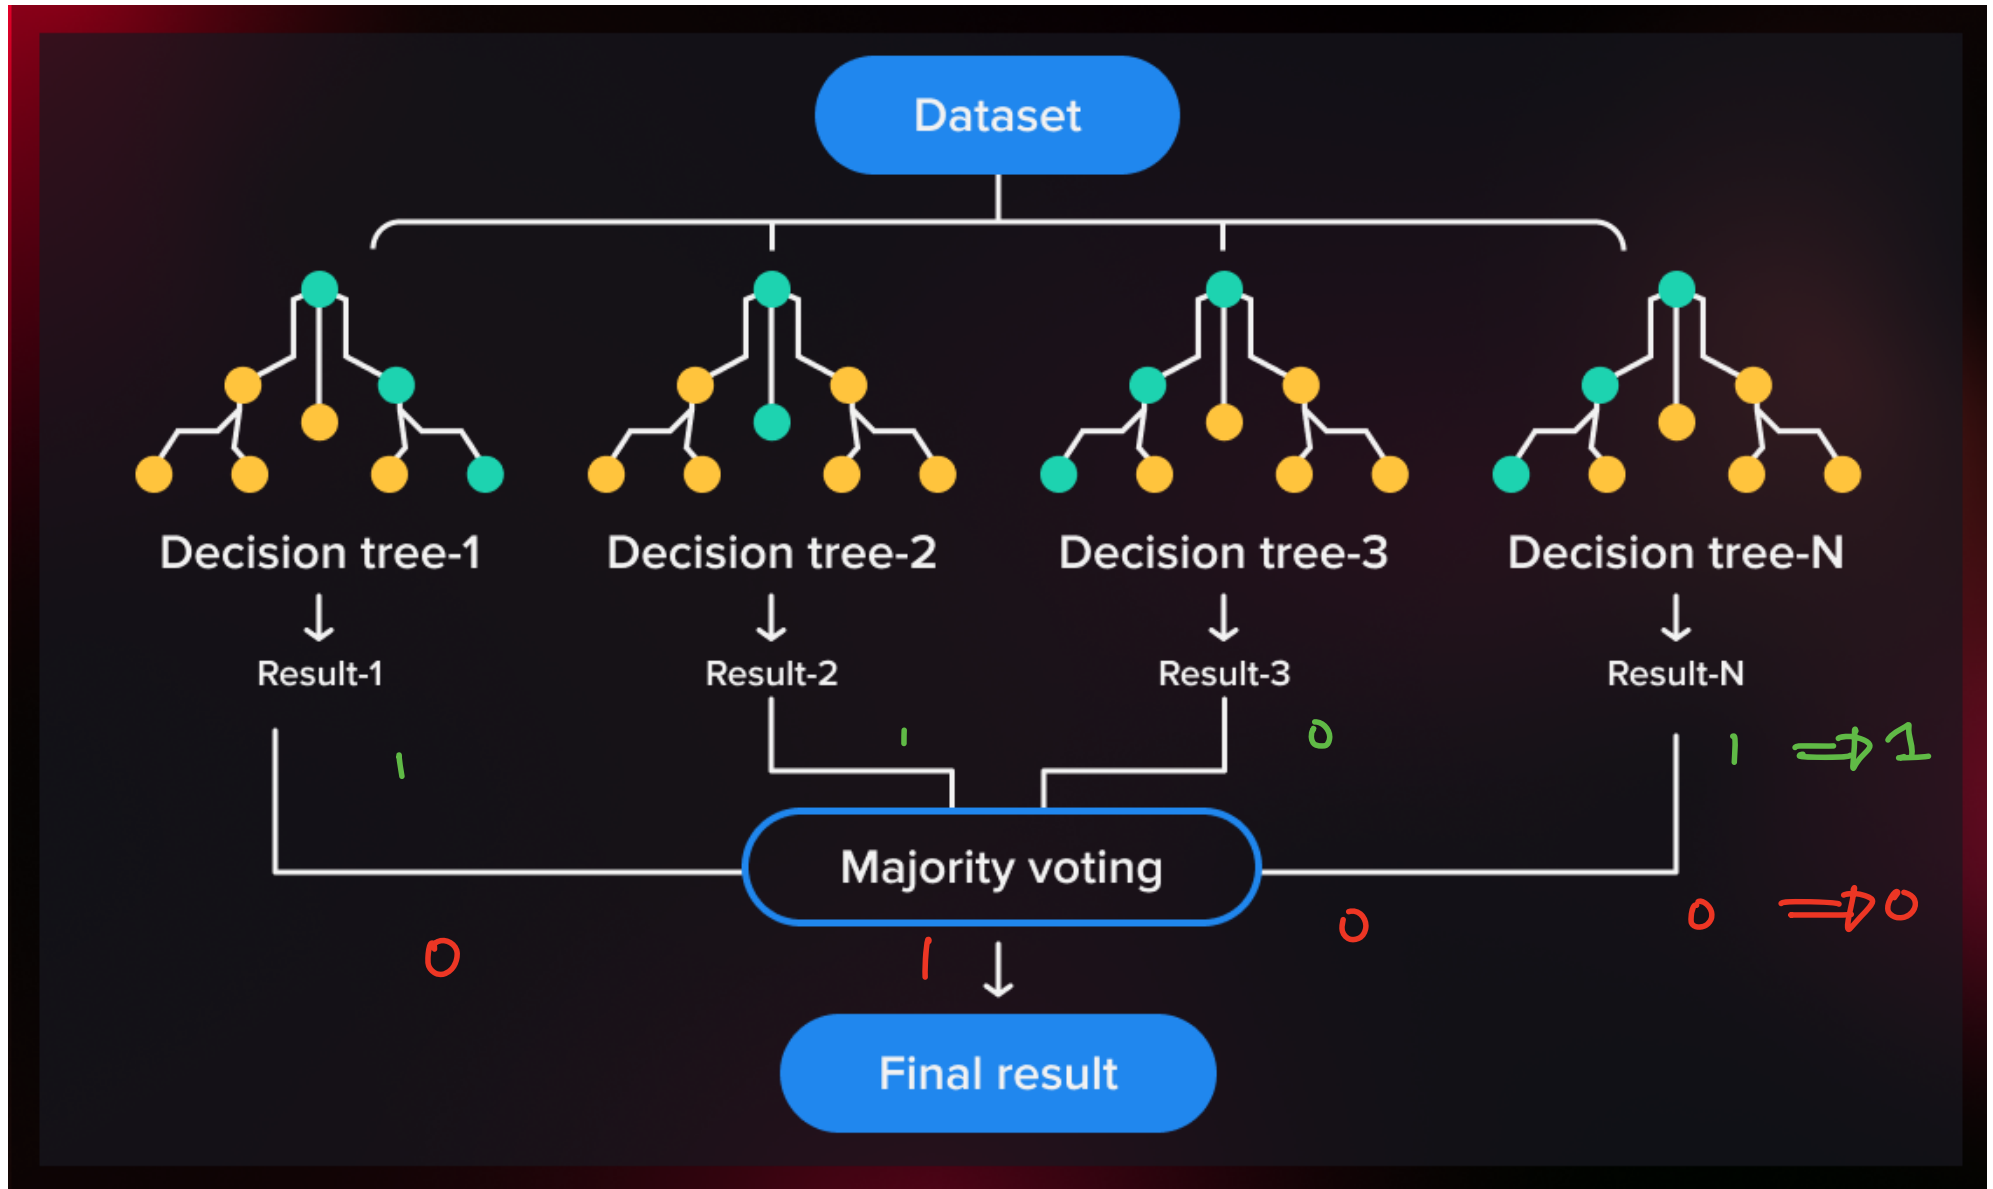 Dataset
Decision tree-1 Decision tree-2 Decision tree-3 Decision tree-N
Result-1 Result-2 Result-3 Result-N
1 1 0 1 ⇒ 1
Majority voting
0 1 0 0 ⇒ 0
Final result